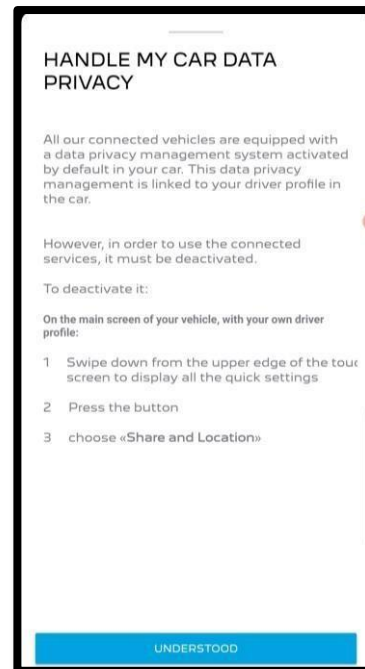 HANDLE MY CAR DATA
PRIVACY
All our connected vehicles are equipped with
a data privacy management system activated
by default in your car. This data privacy
management is linked to your driver profile in
the car.
However, in order to use the connected
services, it must be deactivated.
To deactivate it:
On the main screen of your vehicle, with your own driver
profile:
1 Swipe down from the upper edge of the touc
screen to display all the quick settings
2 Press the button
3 choose «Share and Location»
UNDERSTOOD